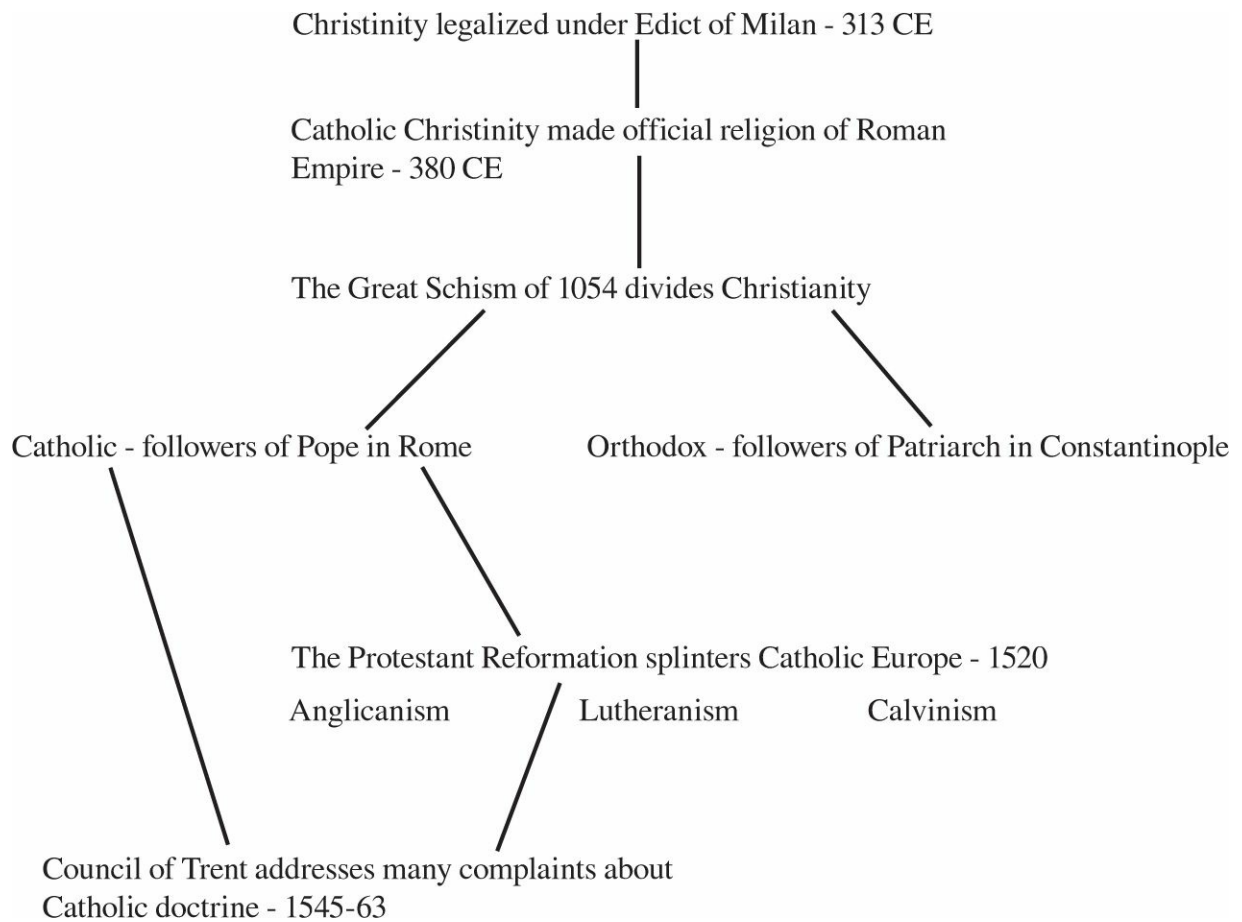 Christinity legalized under Edict of Milan - 313 CE
Catholic Christinity made official religion of Roman
Empire - 380 CE
The Great Schism of 1054 divides Christianity
Catholic - followers of Pope in Rome
Orthodox - followers of Patriarch in Constantinople
The Protestant Reformation splinters Catholic Europe - 1520
Anglicanism
Lutheranism
Calvinism
Council of Trent addresses many complaints about
Catholic doctrine - 1545-63